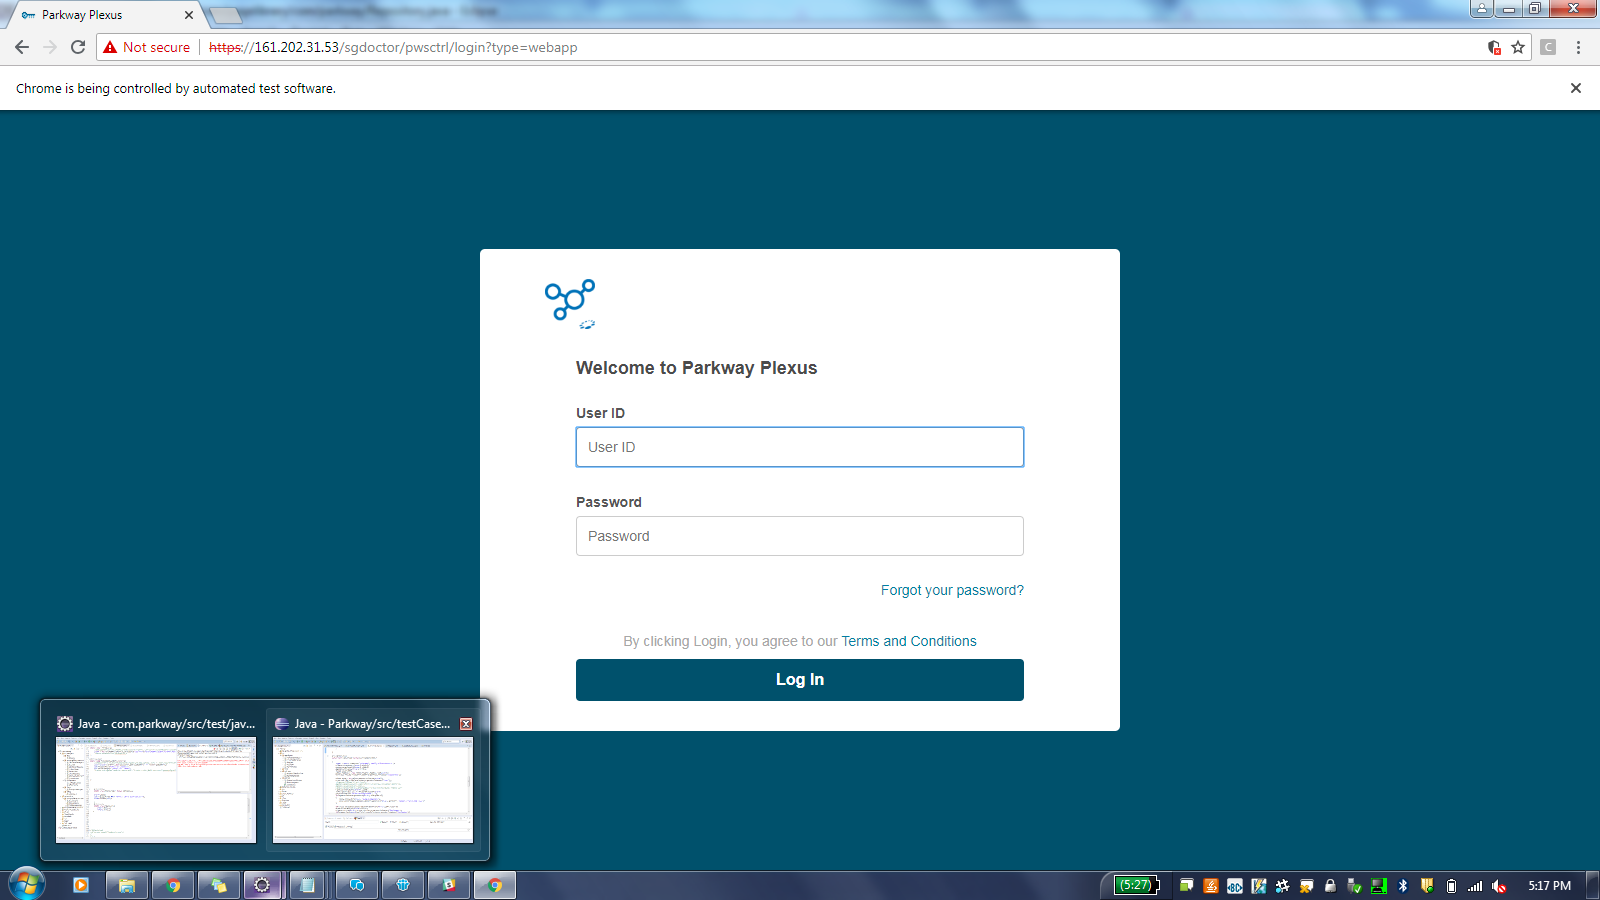 Parkway Plexus
Not secure
https://161.202.31.53/sgdoctor/pwsctrl/login?type=webapp
C
Chrome is being controlled by automated test software.
Welcome to Parkway Plexus
User ID
User ID
Password
Password
Forgot your password?
By clicking Login, you agree to our Terms and Conditions
Log In
Java - com.parkway/src/test/jav...
Java - Parkway/src/testCase...
(5:27)
5:17 PM